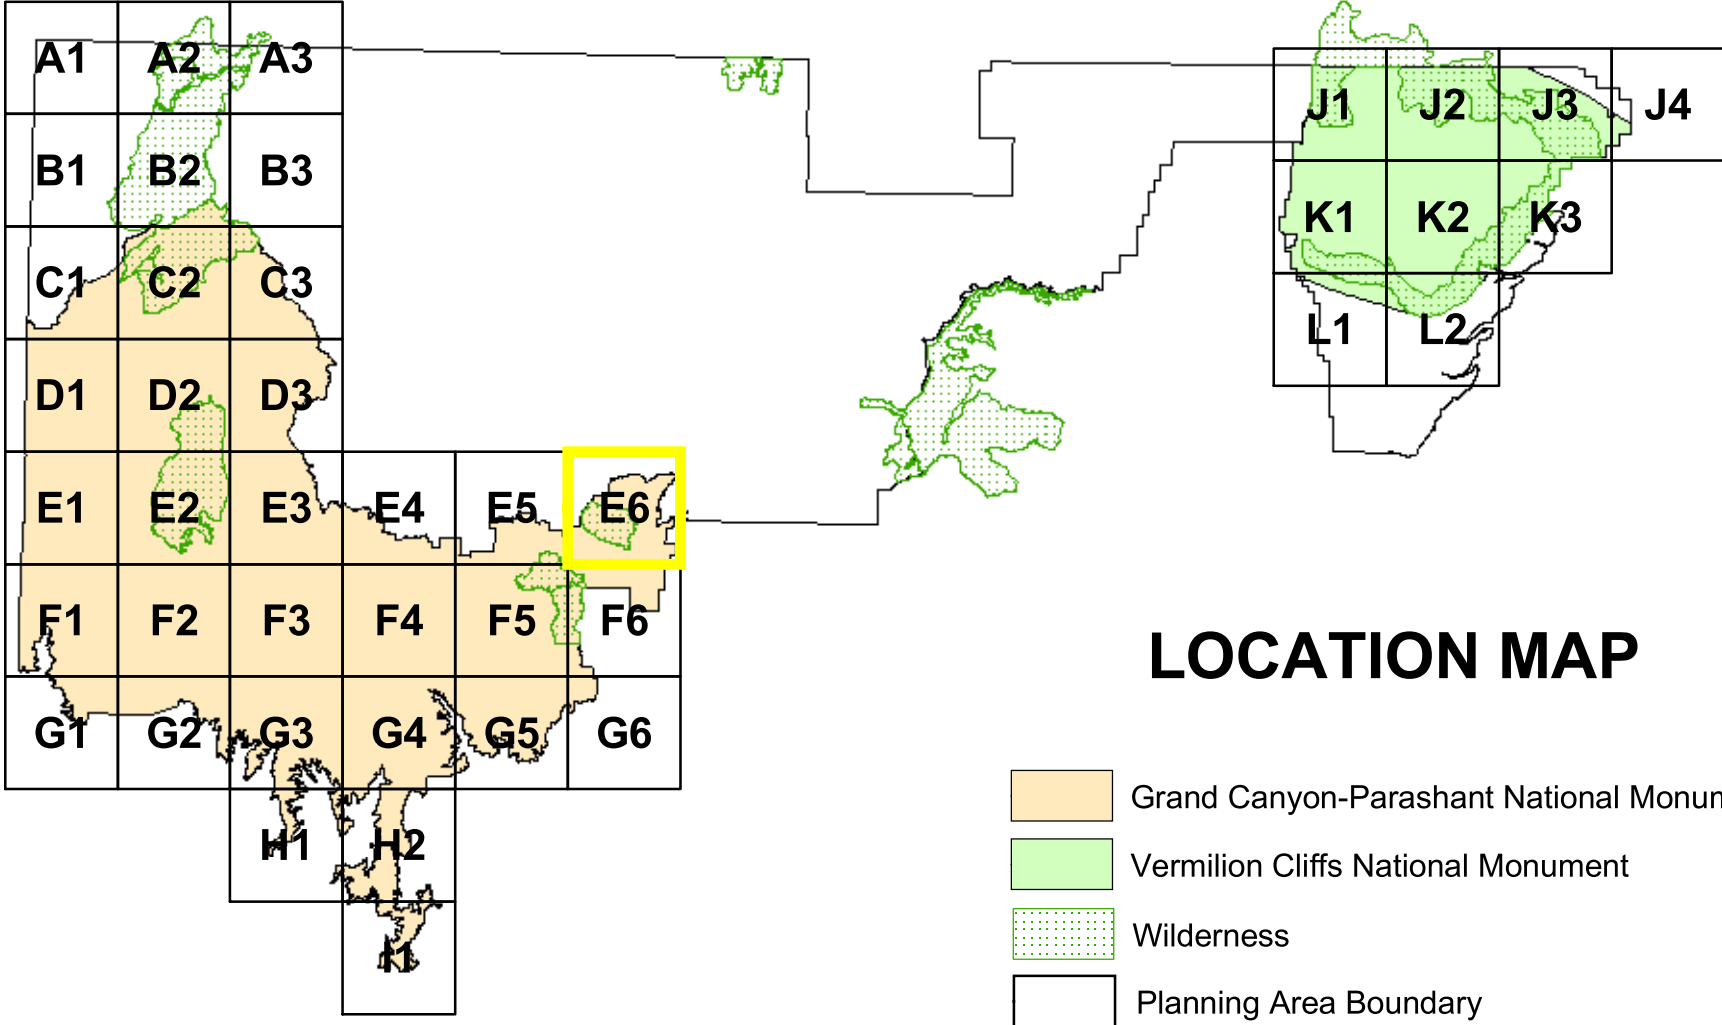 A1 A2 A3
J1 J2 J3 J4
B1 B2 B3
K1 K2 K3
C1 C2 C3
L1 L2
D1 D2 D3
E1 E2 E3 E4 E5 E6
F1 F2 F3 F4 F5 F6
LOCATION MAP
G1 G2 G3 G4 G5 G6
Grand Canyon-Parashant National Monum
H1 H2
Vermilion Cliffs National Monument
Wilderness
I1
Planning Area Boundary